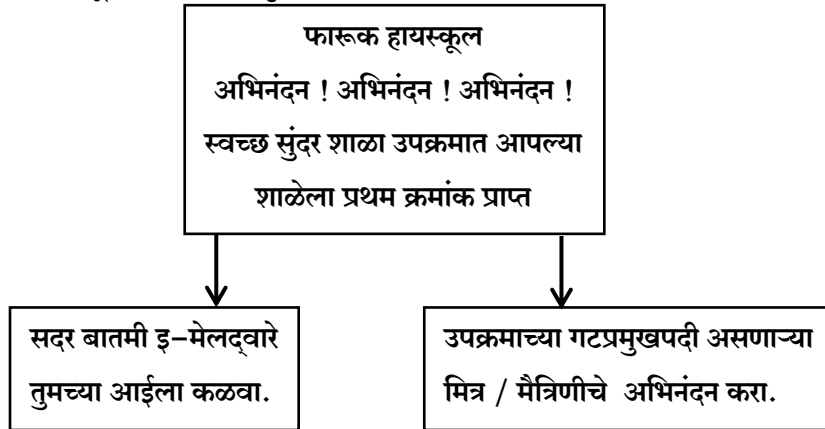 फारूक हायस्कूल
अभिनंदन ! अभिनंदन ! अभिनंदन !
स्वच्छ सुंदर शाळा उपक्रमात आपल्या
शाळेला प्रथम क्रमांक प्राप्त
सदर बातमी इ-मेलद्‌वारे
तुमच्या आईला कळवा.
उपक्रमाच्या गटप्रमुखपदी असणाऱ्या
मित्र / मैत्रिणीचे अभिनंदन करा.